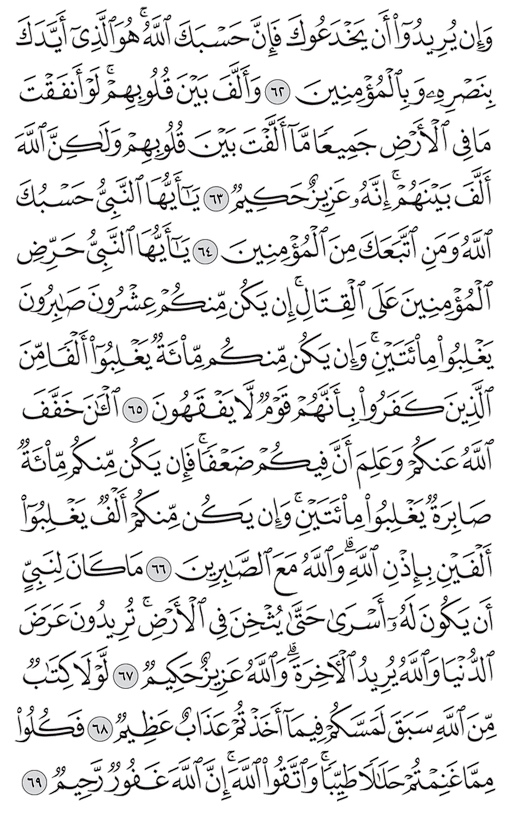 وَإِن يُرِيدُوٓا۟ أَن يَخْدَعُوكَ فَإِنَّ حَسْبَكَ ٱللَّهُ ۚ هُوَ ٱلَّذِىٓ أَيَّدَكَ
بِنَصْرِهِۦ وَبِٱلْمُؤْمِنِينَ ٦٢ وَأَلَّفَ بَيْنَ قُلُوبِهِمْ ۚ لَوْ أَنفَقْتَ
مَا فِى ٱلْأَرْضِ جَمِيعًا مَّآ أَلَّفْتَ بَيْنَ قُلُوبِهِمْ وَلَٰكِنَّ ٱللَّهَ
أَلَّفَ بَيْنَهُمْ ۚ إِنَّهُۥ عَزِيزٌ حَكِيمٌ ٦٣ يَٰٓأَيُّهَا ٱلنَّبِىُّ حَسْبُكَ
ٱللَّهُ وَمَنِ ٱتَّبَعَكَ مِنَ ٱلْمُؤْمِنِينَ ٦٤ يَٰٓأَيُّهَا ٱلنَّبِىُّ حَرِّضِ
ٱلْمُؤْمِنِينَ عَلَى ٱلْقِتَالِ ۚ إِن يَكُن مِّنكُمْ عِشْرُونَ صَٰبِرُونَ
يَغْلِبُوا۟ مِا۟ئَتَيْنِ ۚ وَإِن يَكُن مِّنكُم مِّا۟ئَةٌ يَغْلِبُوٓا۟ أَلْفًا مِّنَ
ٱلَّذِينَ كَفَرُوا۟ بِأَنَّهُمْ قَوْمٌ لَّا يَفْقَهُونَ ٦٥ ٱلْـَٰٔنَ خَفَّفَ
ٱللَّهُ عَنكُمْ وَعَلِمَ أَنَّ فِيكُمْ ضَعْفًا ۚ فَإِن يَكُن مِّنكُم مِّا۟ئَةٌ
صَابِرَةٌ يَغْلِبُوا۟ مِا۟ئَتَيْنِ ۚ وَإِن يَكُن مِّنكُمْ أَلْفٌ يَغْلِبُوٓا۟
أَلْفَيْنِ بِإِذْنِ ٱللَّهِ ۗ وَٱللَّهُ مَعَ ٱلصَّٰبِرِينَ ٦٦ مَا كَانَ لِنَبِىٍّ
أَن يَكُونَ لَهُۥٓ أَسْرَىٰ حَتَّىٰ يُثْخِنَ فِى ٱلْأَرْضِ ۚ تُرِيدُونَ عَرَضَ
ٱلدُّنْيَا وَٱللَّهُ يُرِيدُ ٱلْـَٔاخِرَةَ ۗ وَٱللَّهُ عَزِيزٌ حَكِيمٌ ٦٧ لَّوْلَا كِتَٰبٌ
مِّنَ ٱللَّهِ سَبَقَ لَمَسَّكُمْ فِيمَآ أَخَذْتُمْ عَذَابٌ عَظِيمٌ ٦٨ فَكُلُوا۟
مِمَّا غَنِمْتُمْ حَلَٰلًا طَيِّبًا ۚ وَٱتَّقُوا۟ ٱللَّهَ ۚ إِنَّ ٱللَّهَ غَفُورٌ رَّحِيمٌ ٦٩